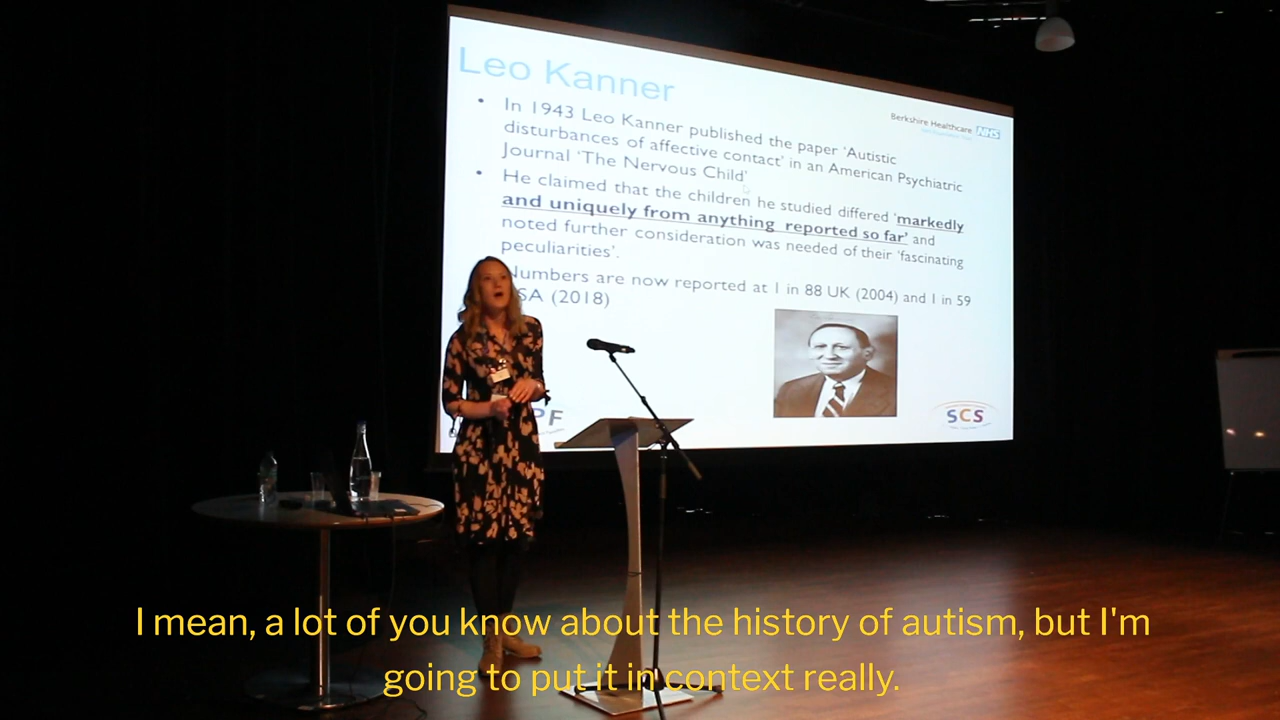 Leo Kanner
Berkshire Healthcare NHS
• In 1943 Leo Kanner published the paper 'Autistic
disturbances of affective contact' in an American Psychiatric
Journal 'The Nervous Child'
• He claimed that the children he studied differed 'markedly
and uniquely from anything reported so far' and
noted further consideration was needed of their 'fascinating
peculiarities'.
Numbers are now reported at 1 in 88 UK (2004) and 1 in 59
SA (2018)
PF
SCS
I mean, a lot of you know about the history of autism, but I'm
going to put it in context really.